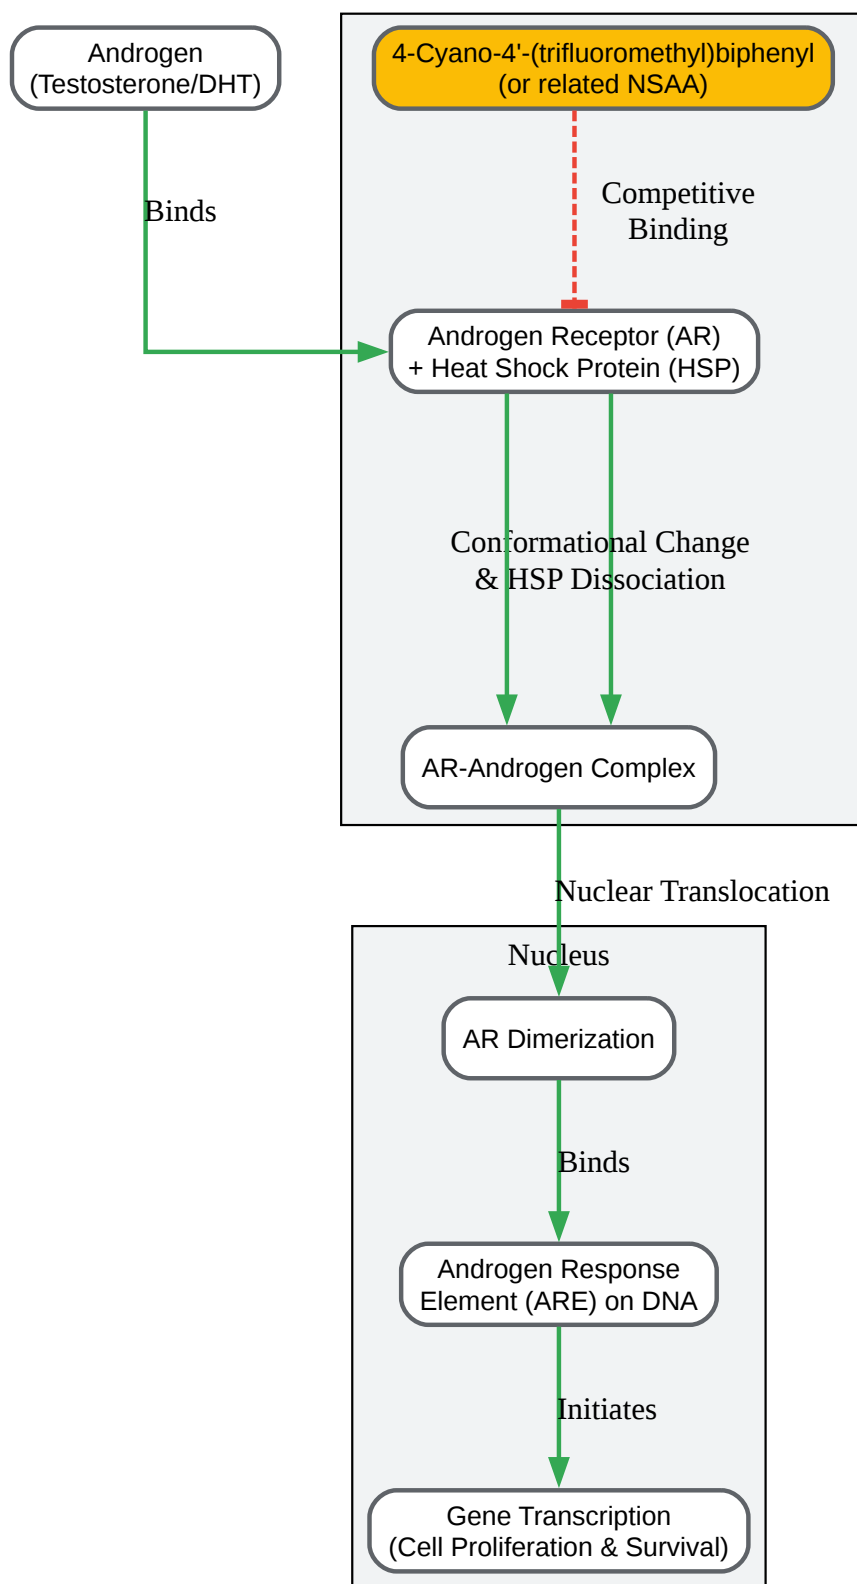 Androgen
(Testosterone/DHT)
4-Cyano-4'-(trifluoromethyl)biphenyl
(or related NSAA)
Binds
Competitive
Binding
Androgen Receptor (AR)
+ Heat Shock Protein (HSP)
Conformational Change
& HSP Dissociation
AR-Androgen Complex
Nuclear Translocation
Nucleus
AR Dimerization
Binds
Androgen Response
Element (ARE) on DNA
Initiates
Gene Transcription
(Cell Proliferation & Survival)